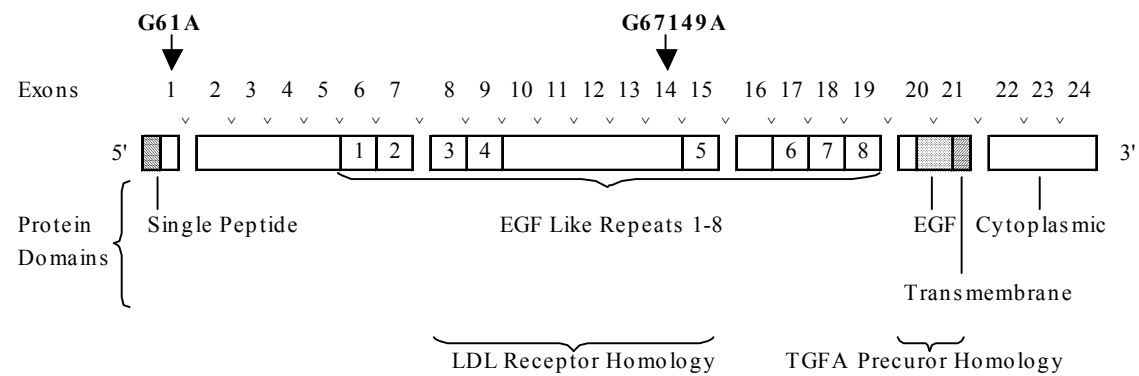 G61A G67149A
Exons 1 2 3 4 5 6 7 8 9 10 11 12 13 14 15 16 17 18 19 20 21 22 23 24
5' 1 2 3 4 5 6 7 8 3'
Protein Domains
Single Peptide EGF Like Repeats 1-8 EGF Cytoplasmic
Transmembrane
LDL Receptor Homology TGFA Precuror Homology